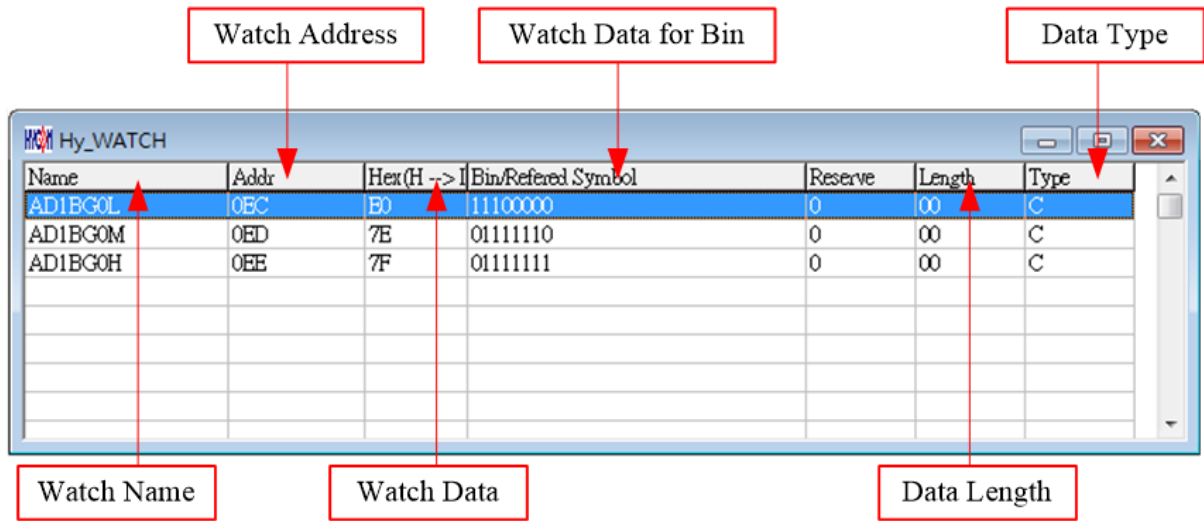 Watch Address Watch Data for Bin Data Type
HYCON Hy_WATCH
Name Addr Hex(H --> I Bin/Refered Symbol Reserve Length Type
AD1BG0L 0EC E0 11100000 0 00 C
AD1BG0M 0ED 7E 01111110 0 00 C
AD1BG0H 0EE 7F 01111111 0 00 C
Watch Name Watch Data Data Length